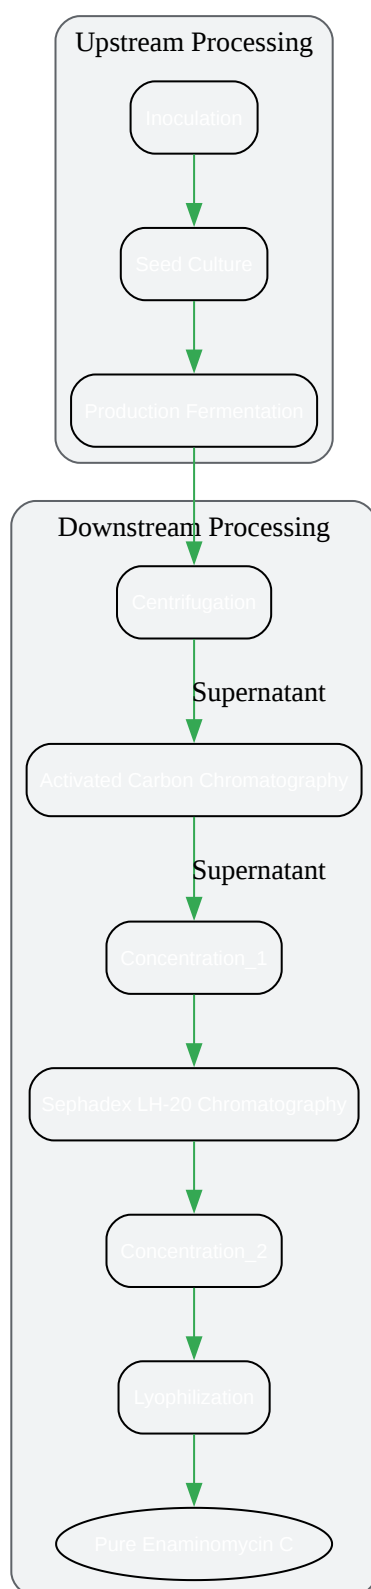 Upstream Processing
Inoculation
Seed Culture
Production Fermentation
Downstream Processing
Centrifugation
Supernatant
Activated Carbon Chromatography
Supernatant
Concentration_1
Sephadex LH-20 Chromatography
Concentration_2
Lyophilization
Pure Enaminomycin C